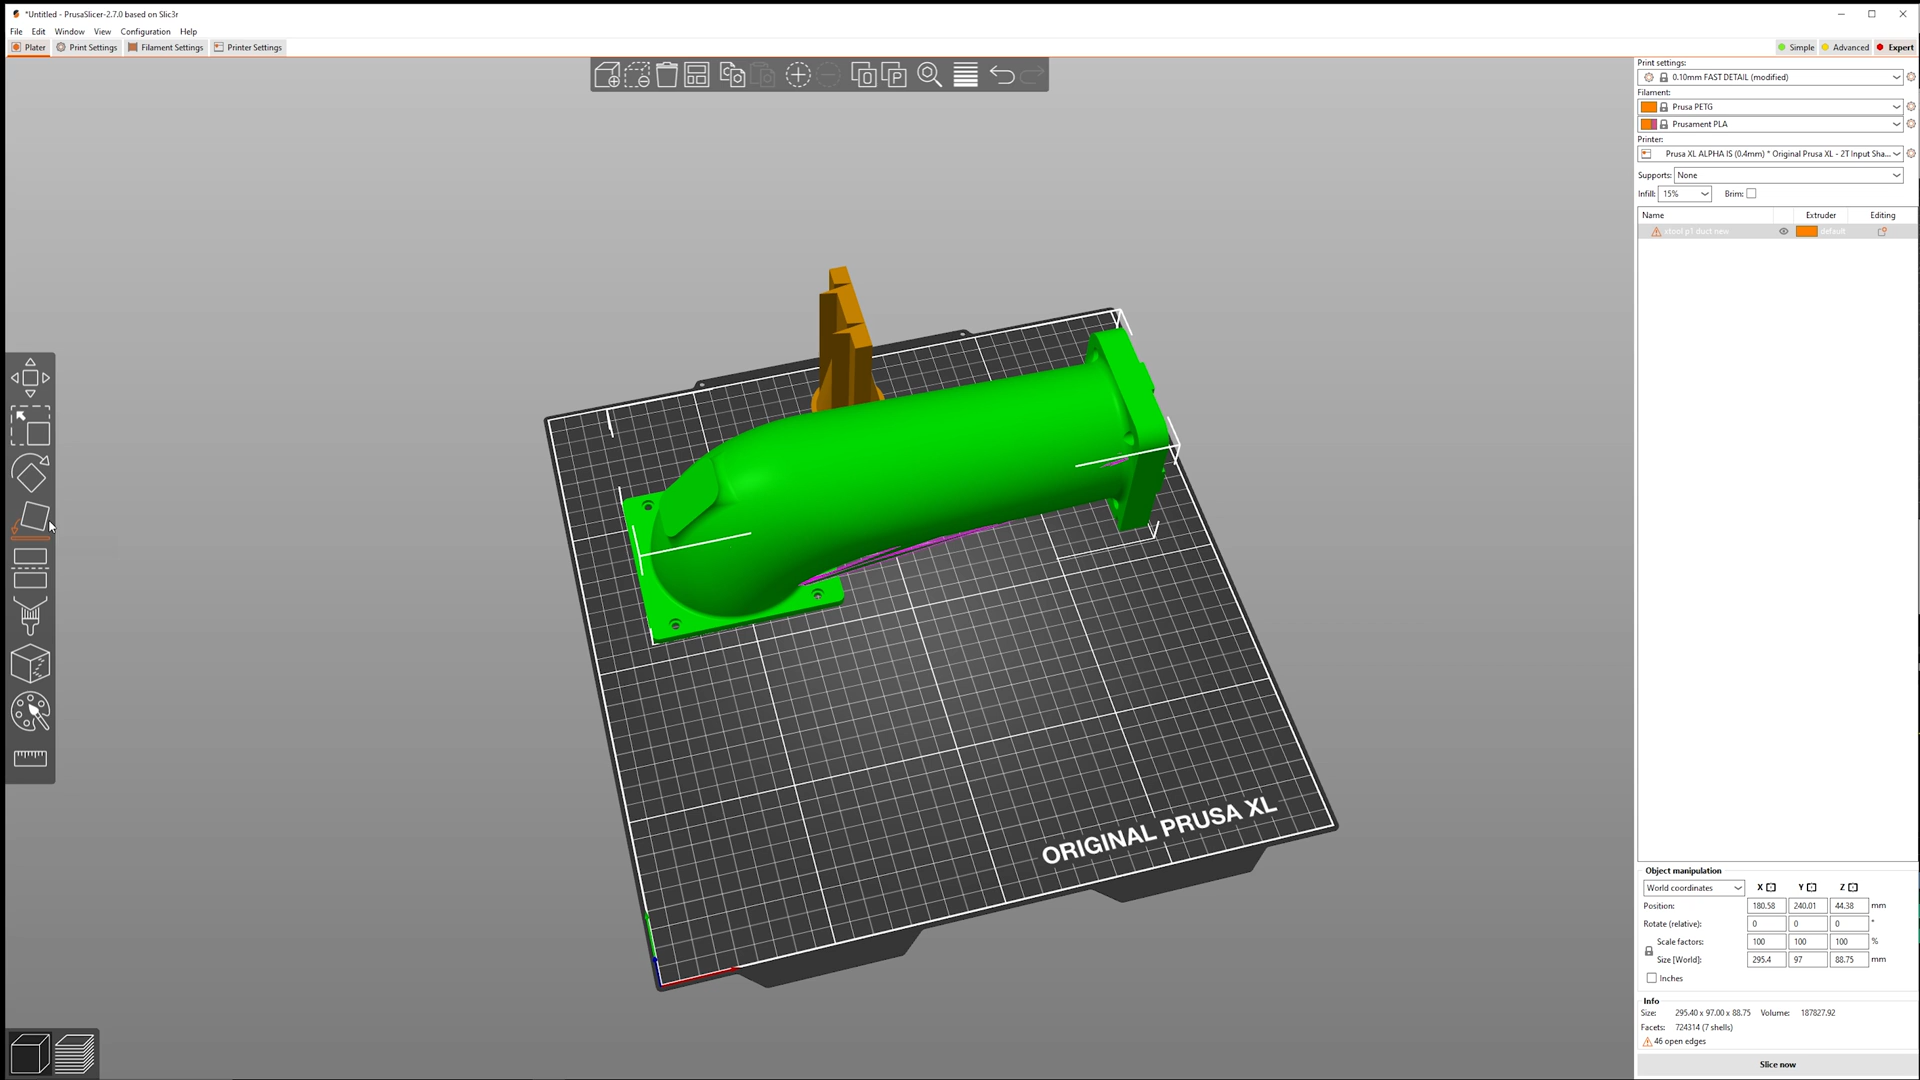 *Untitled - PrusaSlicer-2.7.0 based on Slic3r
File Edit Window View Configuration Help
Plater Print Settings Filament Settings Printer Settings
Simple Advanced Expert
Print settings:
0.10mm FAST DETAIL (modified)
Filament:
Prusa PETG
Prusament PLA
Printer:
Prusa XL ALPHA IS (0.4mm) * Original Prusa XL - 2T Input Sha...
Supports: None
Infill: 15% Brim:
Name Extruder Editing
xtool p1 duct new default
ORIGINAL PRUSA XL
Object manipulation
World coordinates X Y Z
Position: 180.58 240.01 44.38 mm
Rotate (relative): 0 0 0 °
Scale factors: 100 100 100 %
Size [World]: 295.4 97 88.75 mm
Inches
Info
Size: 295.40 x 97.00 x 88.75 Volume: 187827.92
Facets: 724314 (7 shells)
46 open edges
Slice now